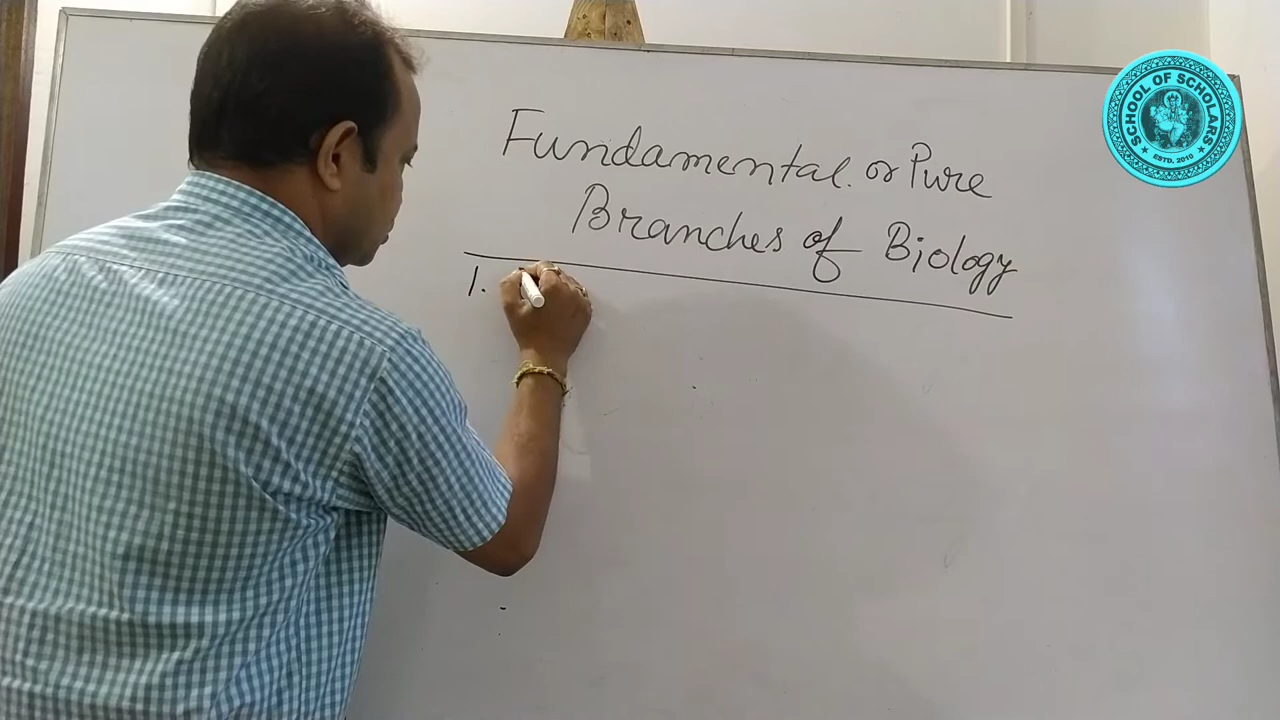 Fundamental. or Pure
Branches of Biology
1.
SCHOOL OF SCHOLARS
ESTD. 2010